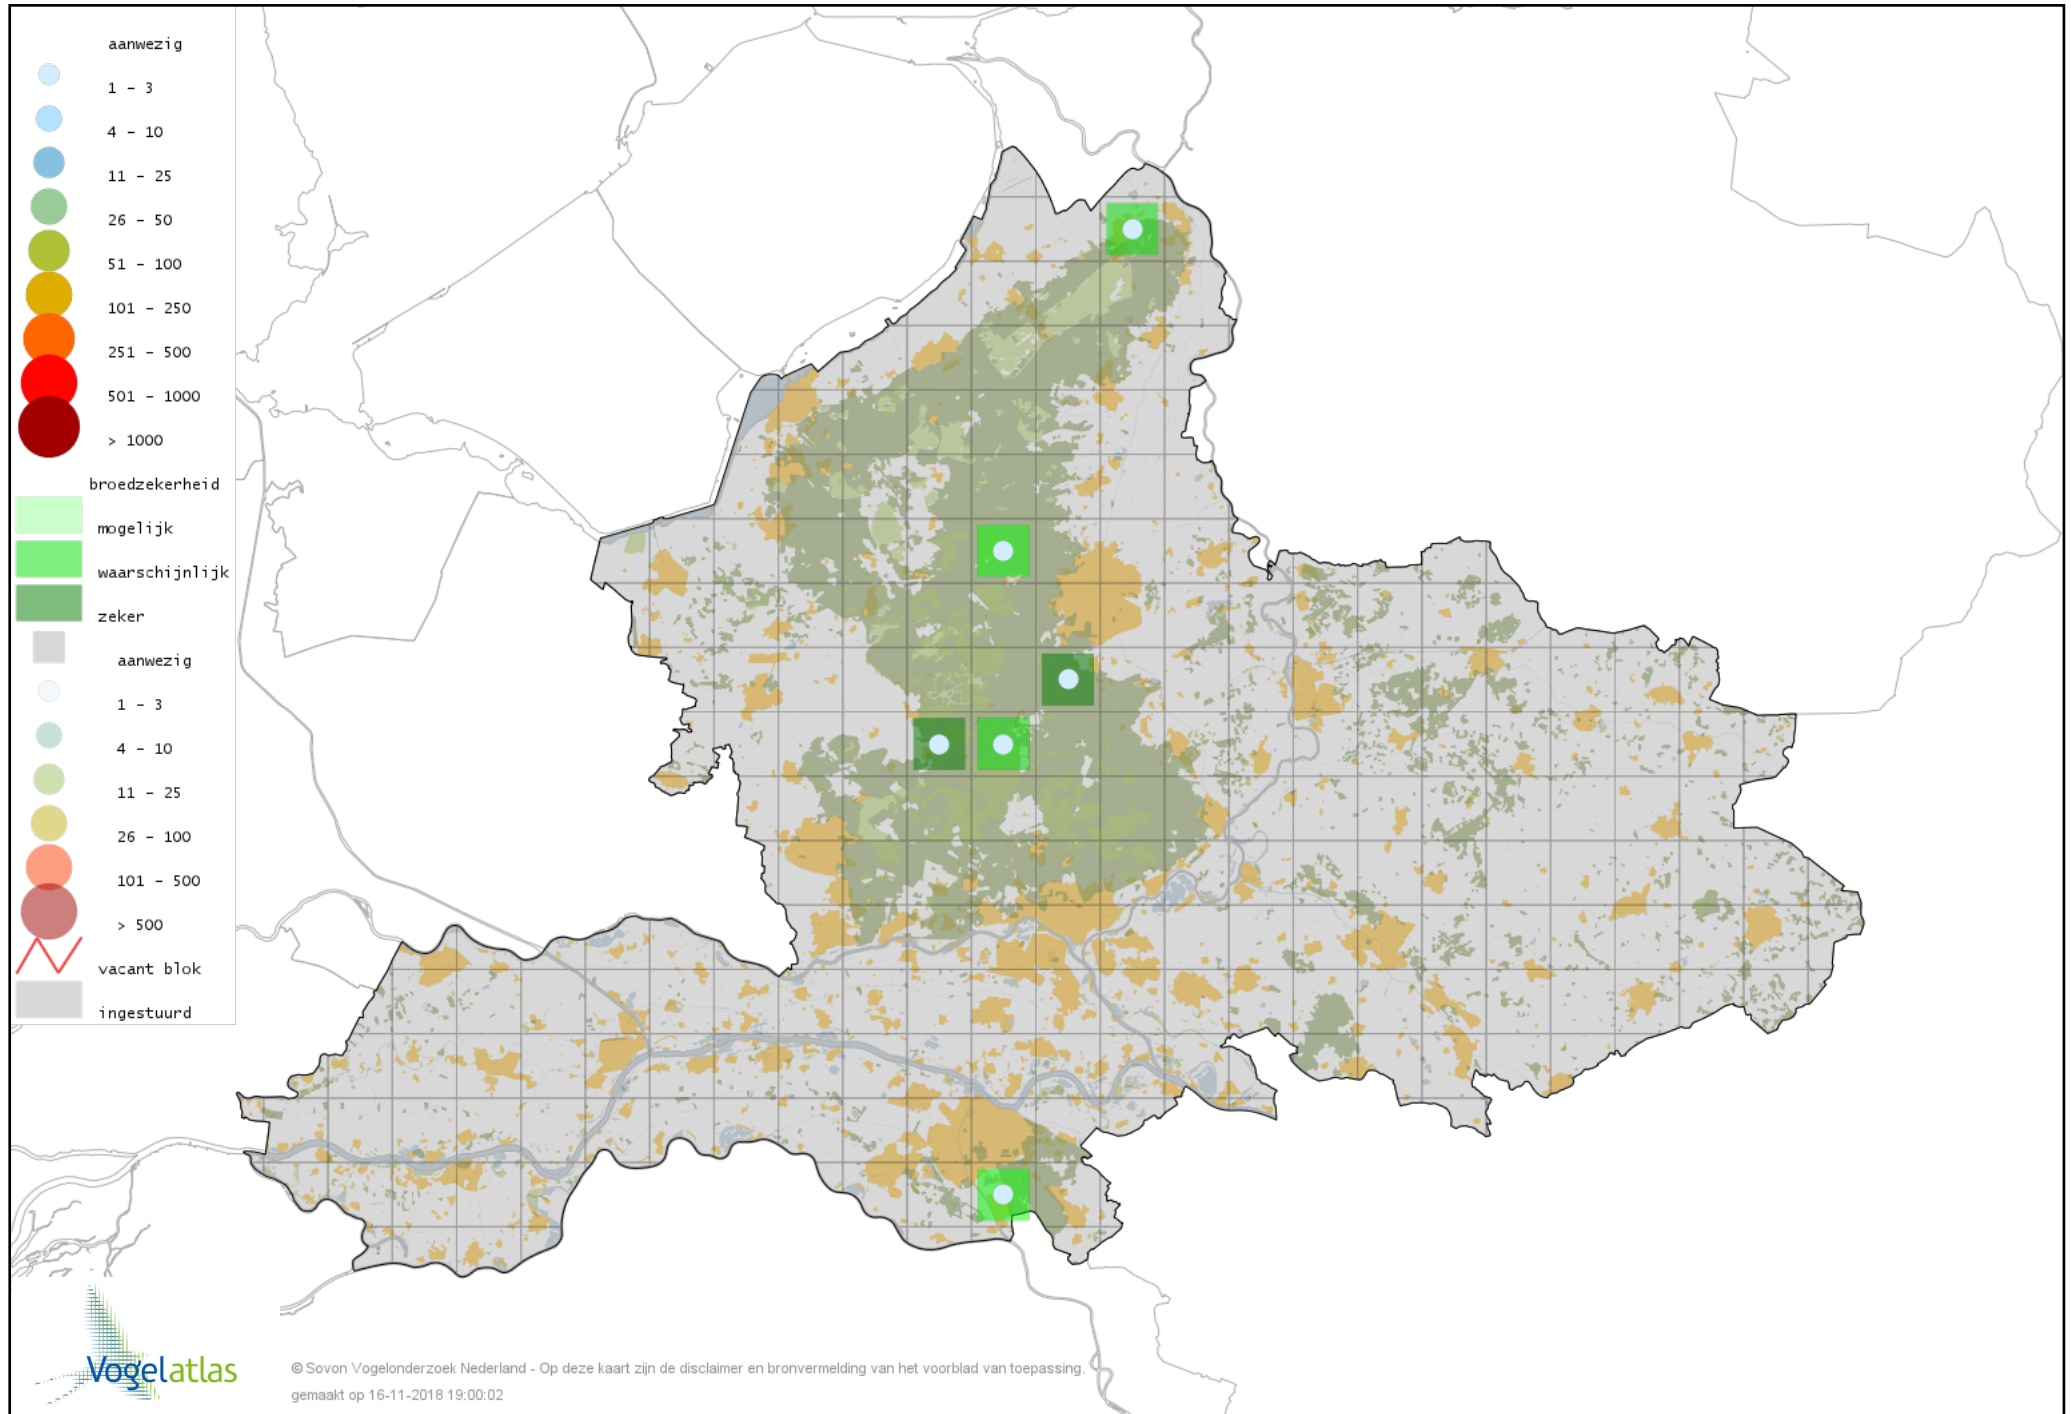 aanwezig
1 - 3
4 - 10
11 - 25
26 - 50
51 - 100
101 - 250
251 - 500
501 - 1000
> 1000
broedzekerheid
mogelijk
waarschijnlijk
zeker
aanwezig
1 - 3
4 - 10
11 - 25
26 - 100
101 - 500
> 500
vacant blok
ingestuurd
Vogelatlas
© Sovon Vogelonderzoek Nederland - Op deze kaart zijn de disclaimer en bronvermelding van het voorblad van toepassing.
gemaakt op 16-11-2018 19:00:02